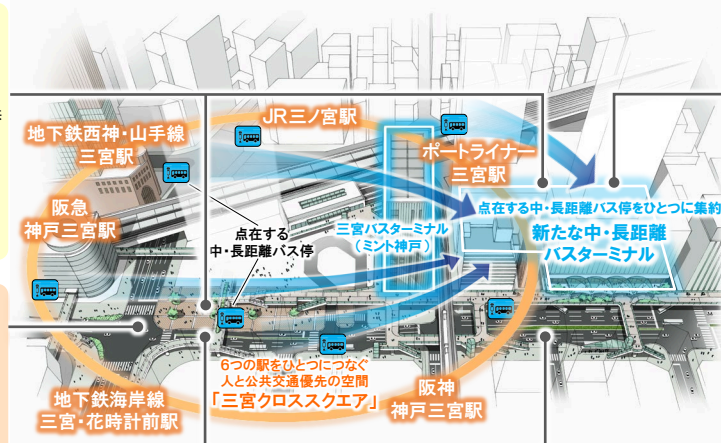 JR三ノ宮駅
地下鉄西神・山手線
三宮駅
ポートライナー
三宮駅
阪急
神戸三宮駅
点在する
中・長距離バス停
三宮バスターミナル
(ミント神戸)
点在する中・長距離バス停をひとつに集約
新たな中・長距離
バスターミナル
6つの駅をひとつにつなぐ
人と公共交通優先の空間
「三宮クロススクエア」
地下鉄海岸線
三宮・花時計前駅
阪神
神戸三宮駅